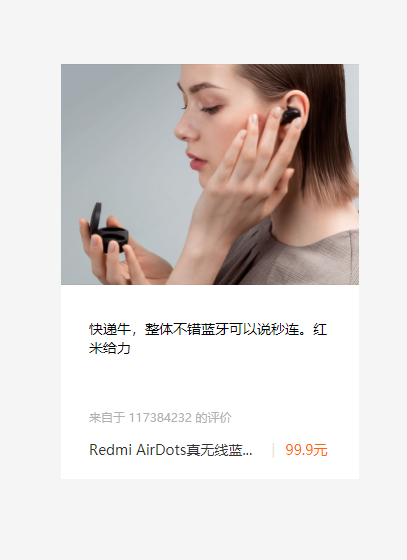 快递牛，整体不错蓝牙可以说秒连。红
米给力
来自于 117384232 的评价
Redmi AirDots真无线蓝... | 99.9元